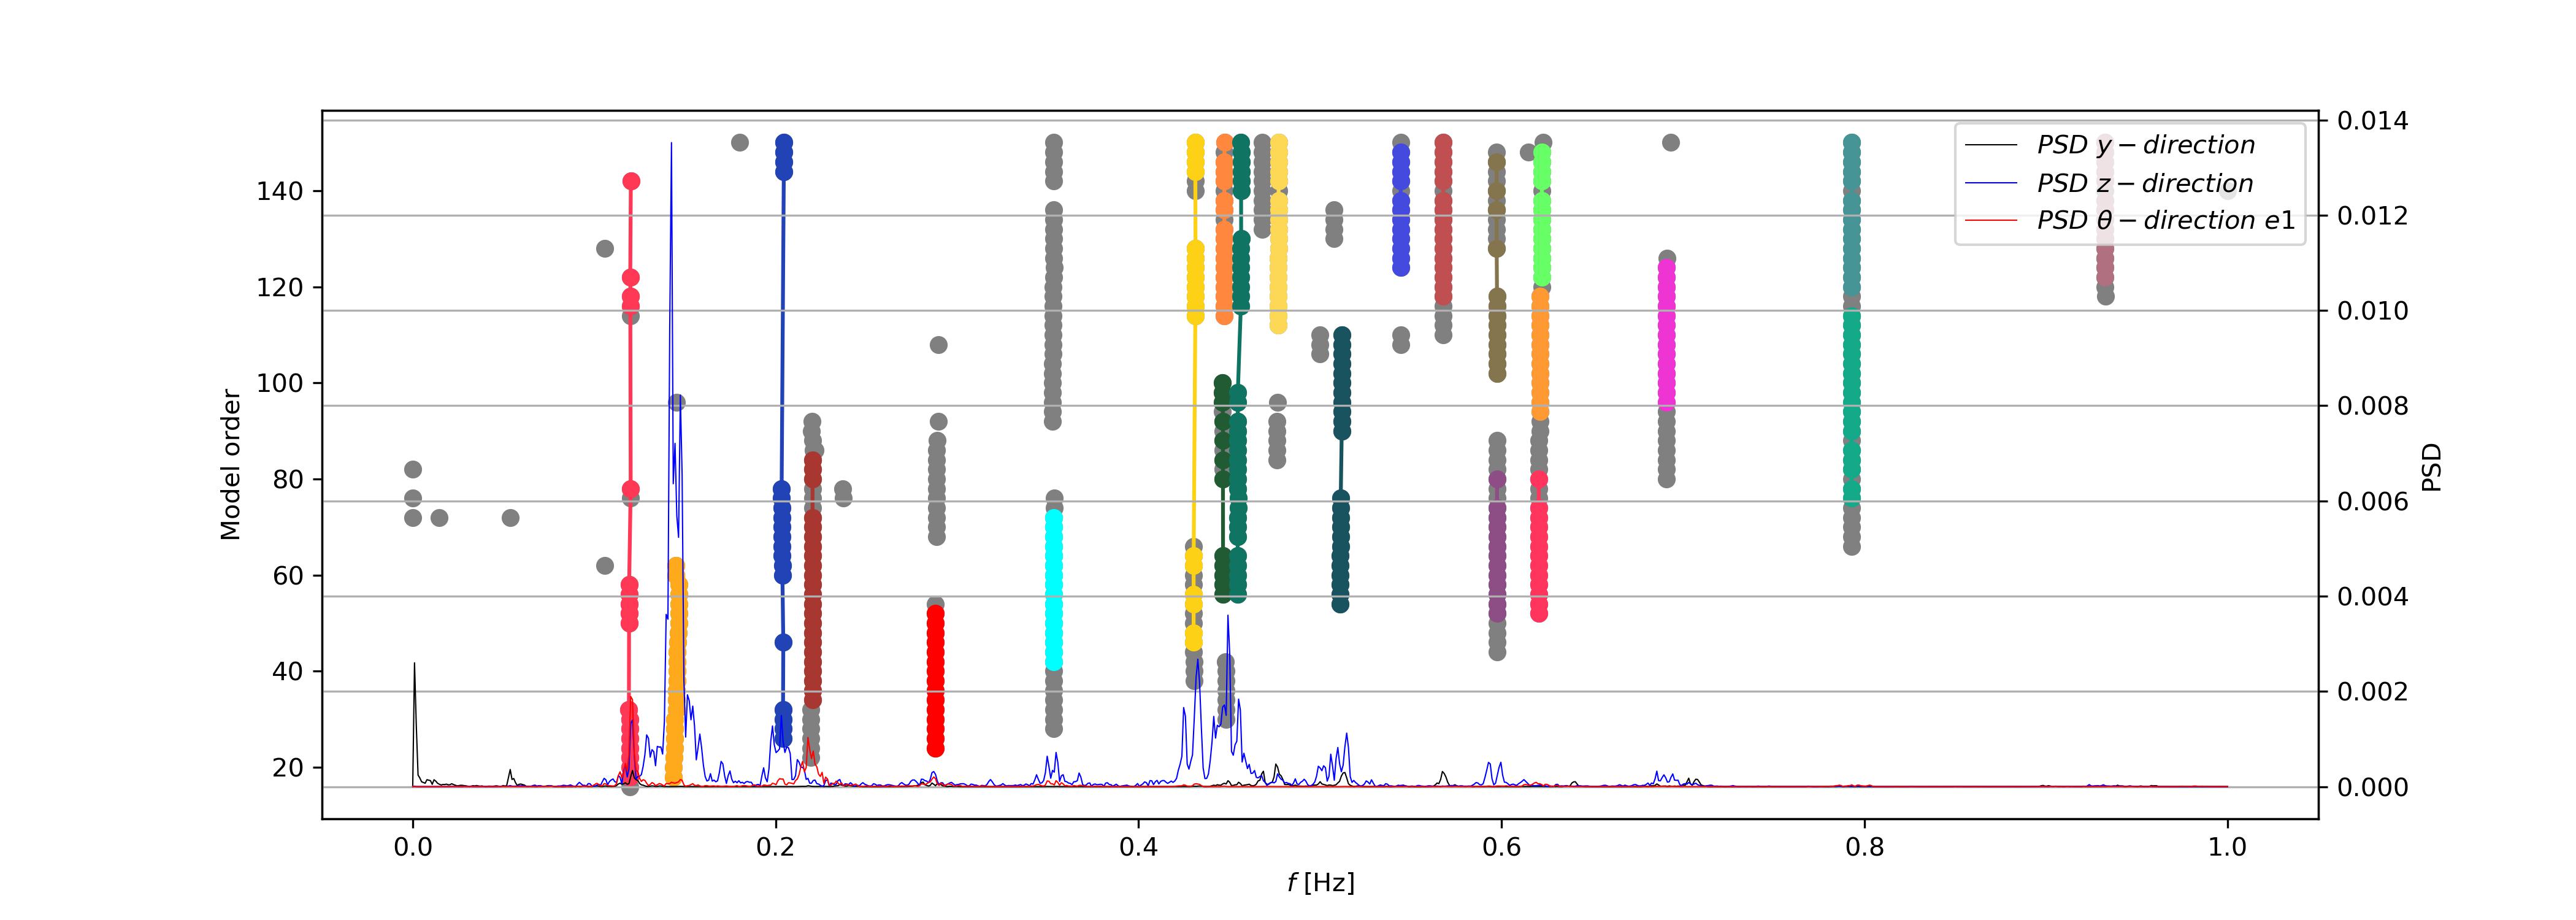 PSD y − direction
PSD z − direction
PSD θ − direction e1
Model order
140
120
100
80
60
40
20
0.014
0.012
0.010
0.008
0.006
0.004
0.002
0.000
PSD
0.0 0.2 0.4 0.6 0.8 1.0
f [Hz]